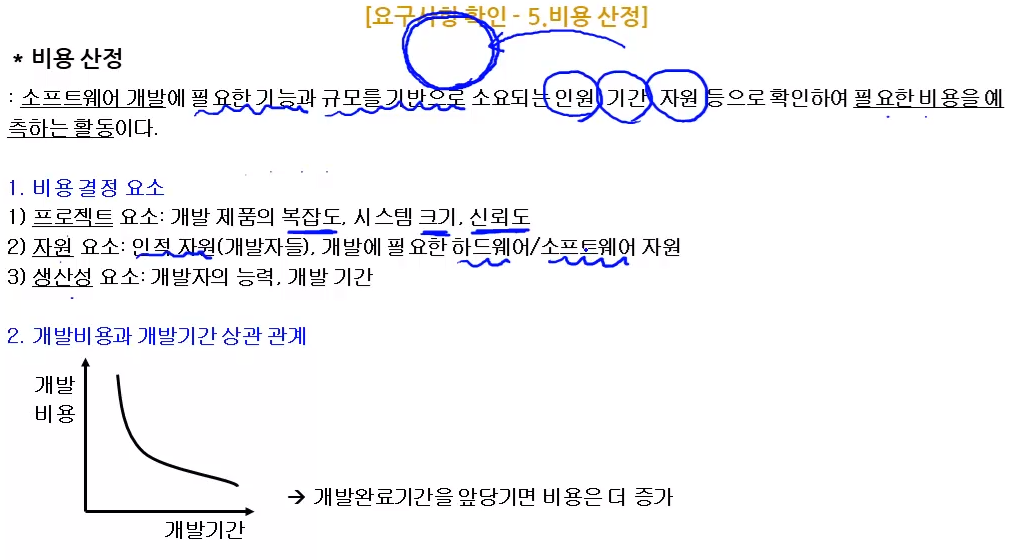 [요구사항 확인 - 5.비용 산정]
* 비용 산정
: 소프트웨어 개발에 필요한 기능과 규모를 기반으로 소요되는 인원, 기간, 자원 등으로 확인하여 필요한 비용을 예
측하는 활동이다.
1. 비용 결정 요소
1) 프로젝트 요소: 개발 제품의 복잡도, 시스템 크기, 신뢰도
2) 자원 요소: 인적 자원(개발자들), 개발에 필요한 하드웨어/소프트웨어 자원
3) 생산성 요소: 개발자의 능력, 개발 기간
2. 개발비용과 개발기간 상관 관계
개발
비용
→ 개발완료기간을 앞당기면 비용은 더 증가
개발기간